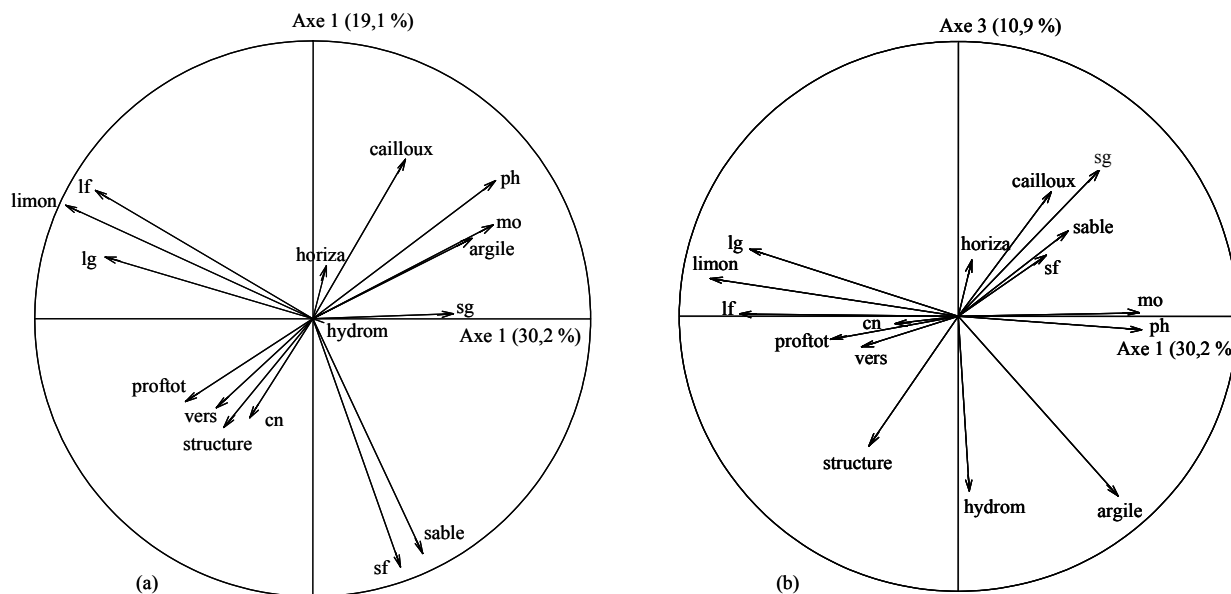 Axe 1 (19,1 %)
cailloux
ph
lf
limon
mo
argile
lg
horiza
sg
hydrom
Axe 1 (30,2 %)
proftot
vers
cn
structure
sable
sf
(a)
Axe 3 (10,9 %)
sg
cailloux
sable
horiza
lg
sf
limon
mo
lf
cn
ph
proftot
vers
Axe 1 (30,2 %
structure
hydrom
argile
(b)